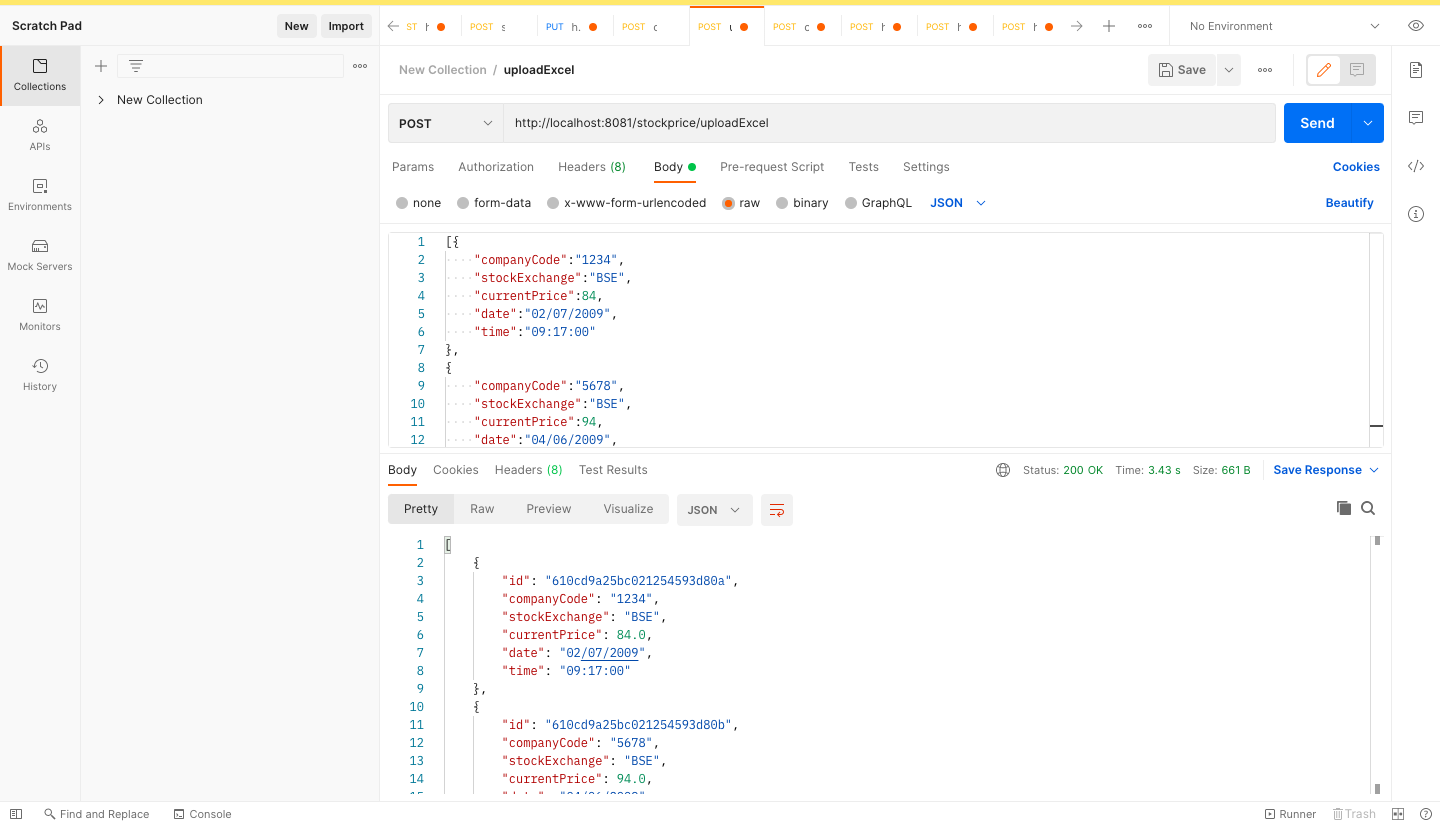 Scratch Pad New Import ST POST PUT h. POST POST POST POST POST POST No Environment
Collections
APIs
Environments
Mock Servers
Monitors
History
New Collection
New Collection / uploadExcel Save
POST http://localhost:8081/stockprice/uploadExcel Send
Params Authorization Headers (8) Body Pre-request Script Tests Settings Cookies
none form-data x-www-form-urlencoded raw binary GraphQL JSON Beautify
1 [{
2 ····"companyCode":"1234",
3 ····"stockExchange":"BSE",
4 ····"currentPrice":84,
5 ····"date":"02/07/2009",
6 ····"time":"09:17:00"
7 },
8 {
9 ····"companyCode":"5678",
10 ····"stockExchange":"BSE",
11 ····"currentPrice":94,
12 ····"date":"04/06/2009",
Body Cookies Headers (8) Test Results Status: 200 OK Time: 3.43 s Size: 661 B Save Response
Pretty Raw Preview Visualize JSON
1 [
2 {
3 "id": "610cd9a25bc021254593d80a",
4 "companyCode": "1234",
5 "stockExchange": "BSE",
6 "currentPrice": 84.0,
7 "date": "02/07/2009",
8 "time": "09:17:00"
9 },
10 {
11 "id": "610cd9a25bc021254593d80b",
12 "companyCode": "5678",
13 "stockExchange": "BSE",
14 "currentPrice": 94.0,
Find and Replace Console Runner Trash